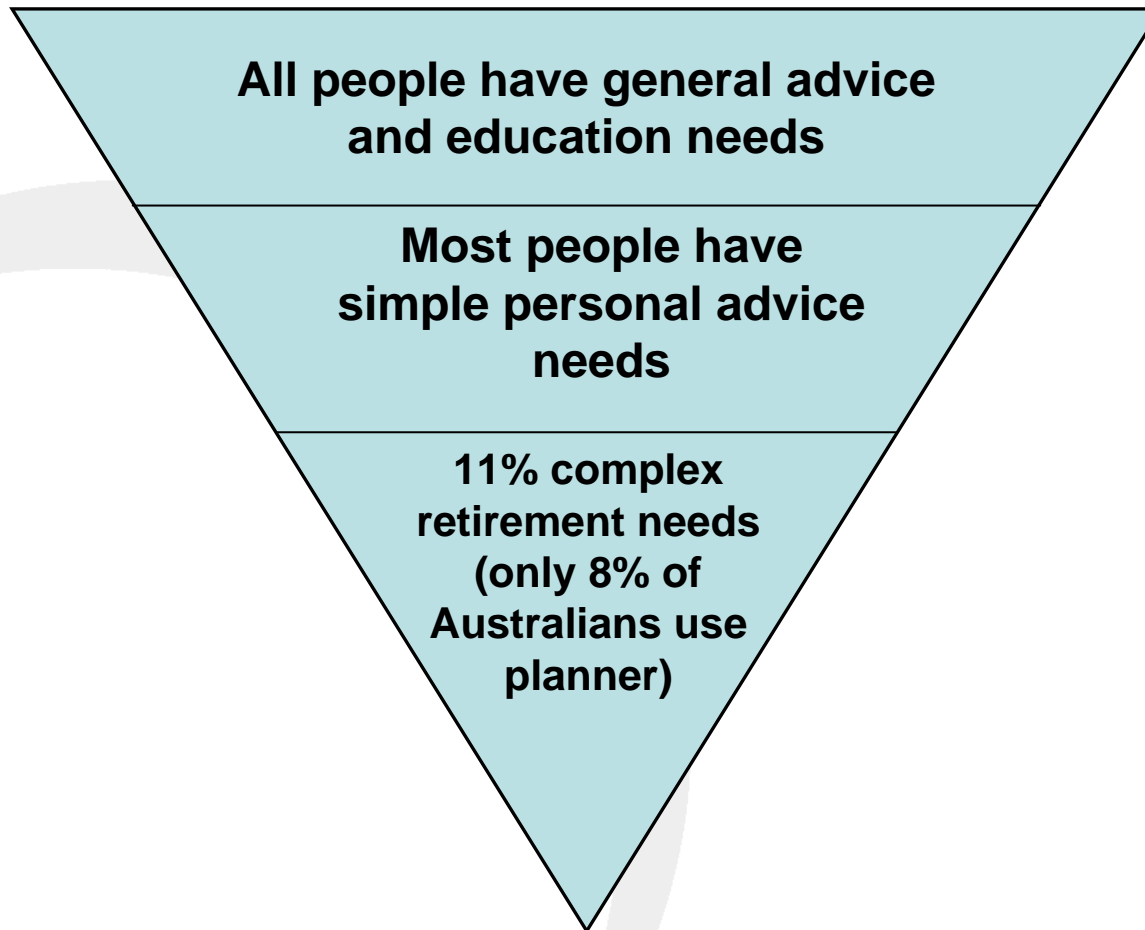 All people have general advice
and education needs
Most people have
simple personal advice
needs
11% complex
retirement needs
(only 8% of
Australians use
planner)